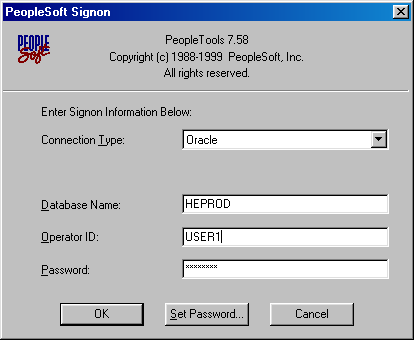 PeopleSoft Signon
PEOPLE
Soft
PeopleTools 7.58
Copyright (c) 1988-1999 PeopleSoft, Inc.
All rights reserved.
Enter Signon Information Below:
Connection Type: Oracle
Database Name: HEPROD
Operator ID: USER1
Password: ********
OK Set Password... Cancel